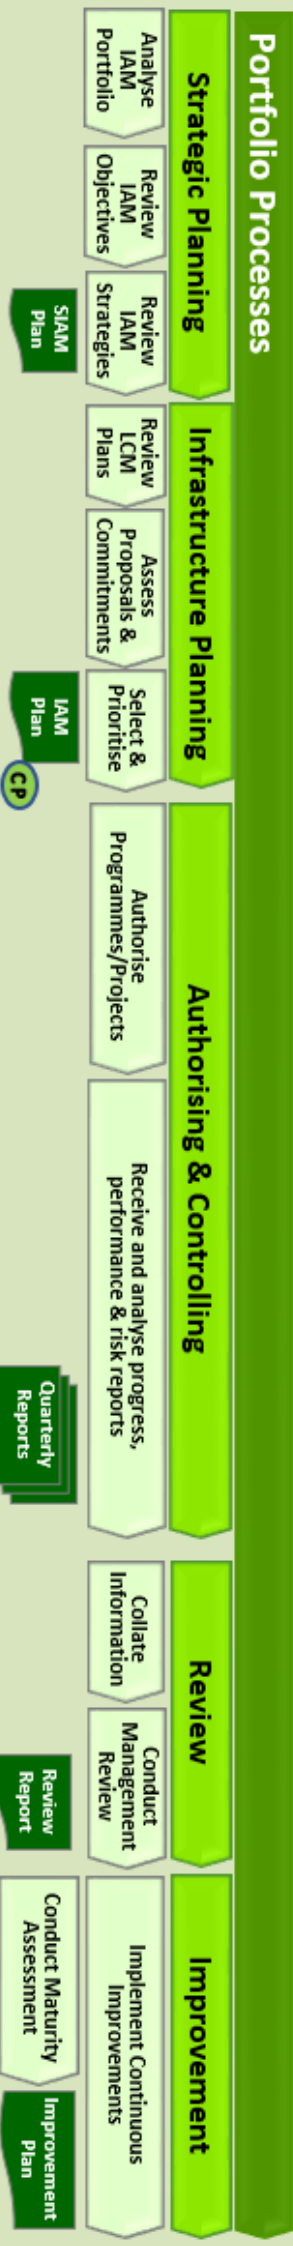 Portfolio Processes
Strategic Planning
Infrastructure Planning
Authorising & Controlling
Review
Improvement
Analyse
IAM
Portfolio
Review
IAM
Objectives
Review
IAM
Strategies
Review
LCM
Plans
Assess
Proposals &
Commitments
Select &
Prioritise
Authorise
Programmes/Projects
Receive and analyse progress,
performance & risk reports
Collate
Information
Conduct
Management
Review
Implement Continuous
Improvements
SIAM
Plan
IAM
Plan
CP
Quarterly
Reports
Review
Report
Conduct Maturity
Assessment
Improvement
Plan